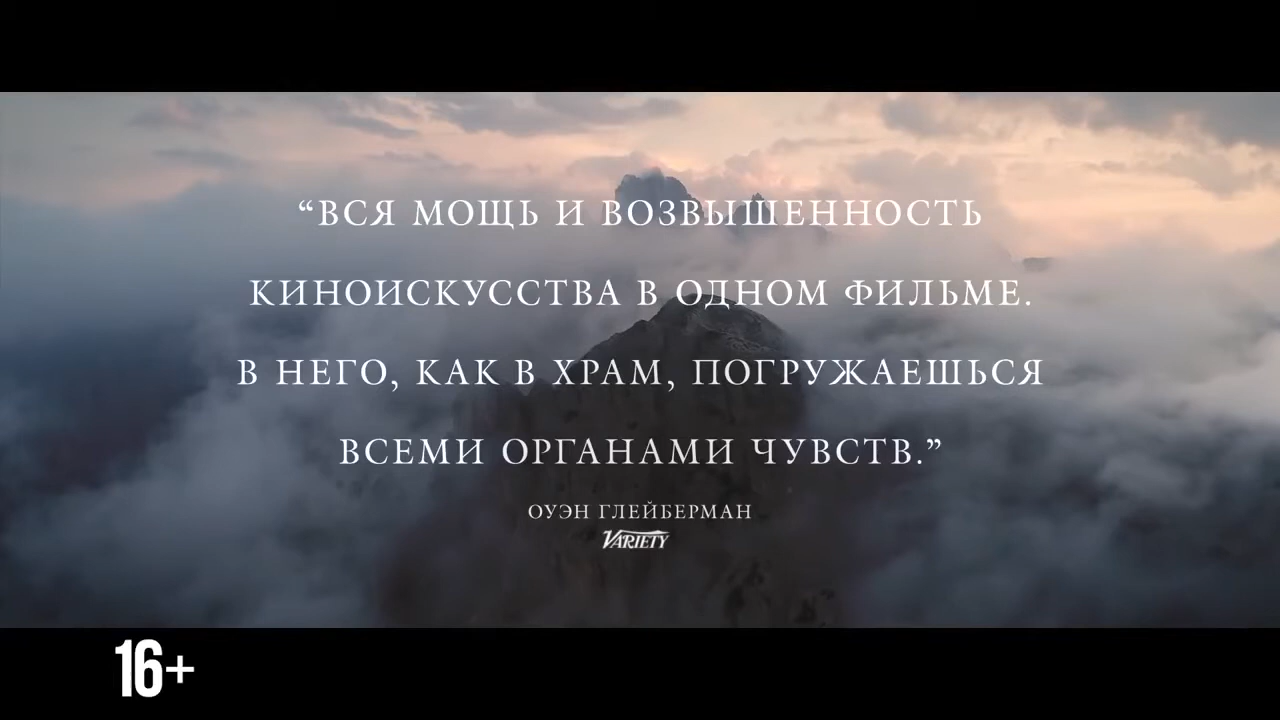 “ВСЯ МОЩЬ И ВОЗВЫШЕННОСТЬ
КИНОИСКУССТВА В ОДНОМ ФИЛЬМЕ.
В НЕГО, КАК В ХРАМ, ПОГРУЖАЕШЬСЯ
ВСЕМИ ОРГАНАМИ ЧУВСТВ.”
ОУЭН ГЛЕЙБЕРМАН
VARIETY
16+